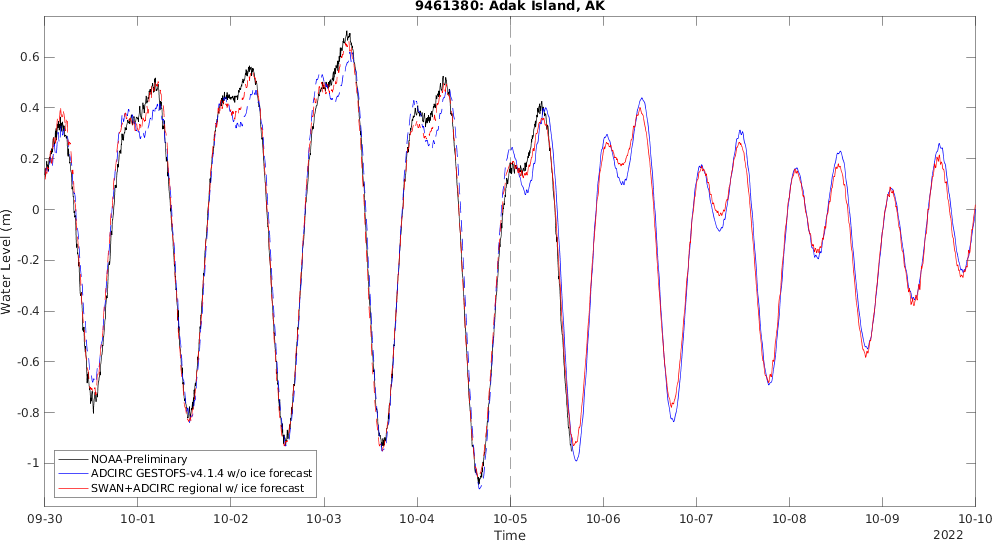 9461380: Adak Island, AK
Water Level (m)
0.6
0.4
0.2
0
-0.2
-0.4
-0.6
-0.8
-1
NOAA-Preliminary
ADCIRC GESTOFS-v4.1.4 w/o ice forecast
SWAN+ADCIRC regional w/ ice forecast
09-30 10-01 10-02 10-03 10-04 10-05 10-06 10-07 10-08 10-09 10-10
Time
2022